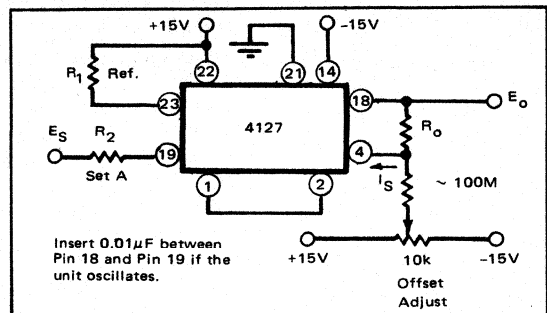 +15V
-15V
R1
Ref.
22
21
14
23
18
Eo
4127
Ro
ES
R2
19
4
Set A
IS
~ 100M
1
2
Insert 0.01μF between
Pin 18 and Pin 19 if the
unit oscillates.
+15V
10k
-15V
Offset
Adjust